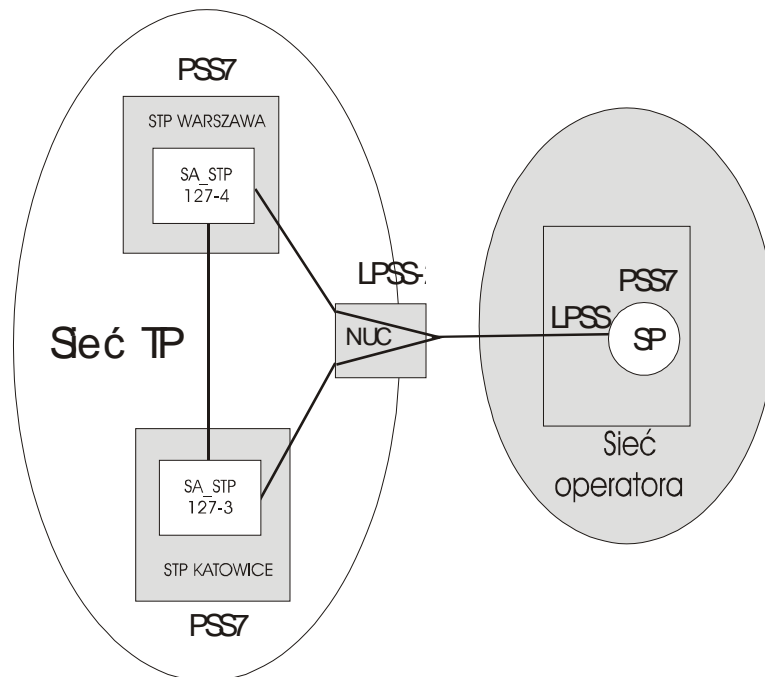 PSS7
STP WARSZAWA
SA_STP
127-4
LPSS-
NUC
Sieć TP
SA_STP
127-3
STP KATOWICE
PSS7
PSS7
LPSS
SP
Sieć
operatora